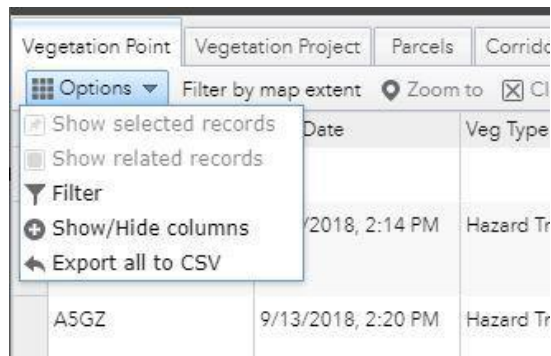 Vegetation Point Vegetation Project Parcels
Options Filter by map extent Zoom to
Show selected records Date Veg Type
Show related records
Filter
Show/Hide columns /2018, 2:14 PM Hazard
Export all to CSV
A5GZ 9/13/2018, 2:20 PM Hazard